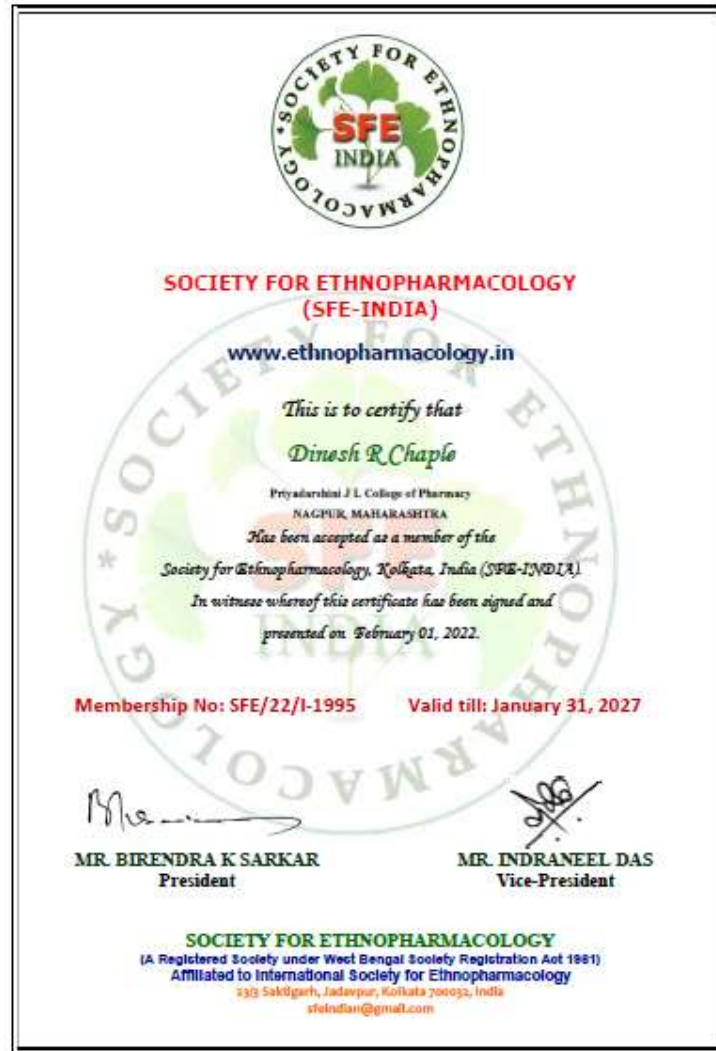 *SOCIETY FOR ETHNOPHARMACOLOGY
SFE
INDIA
SOCIETY FOR ETHNOPHARMACOLOGY
(SFE-INDIA)
www.ethnopharmacology.in
This is to certify that
Dinesh R Chaple
Priyadarshini J L College of Pharmacy
NAGPUR, MAHARASHTRA
Has been accepted as a member of the
Society for Ethnopharmacology, Kolkata, India (SFE-INDIA)
In witness whereof this certificate has been signed and
presented on February 01, 2022.
Membership No: SFE/22/I-1995 Valid till: January 31, 2027
MR. BIRENDRA K SARKAR MR. INDRANEEL DAS
President Vice-President
SOCIETY FOR ETHNOPHARMACOLOGY
(A Registered Society under West Bengal Society Registration Act 1961)
Affiliated to International Society for Ethnopharmacology
23/3 Saktigarh, Jadavpur, Kolkata 700032, India
sfeindian@gmail.com